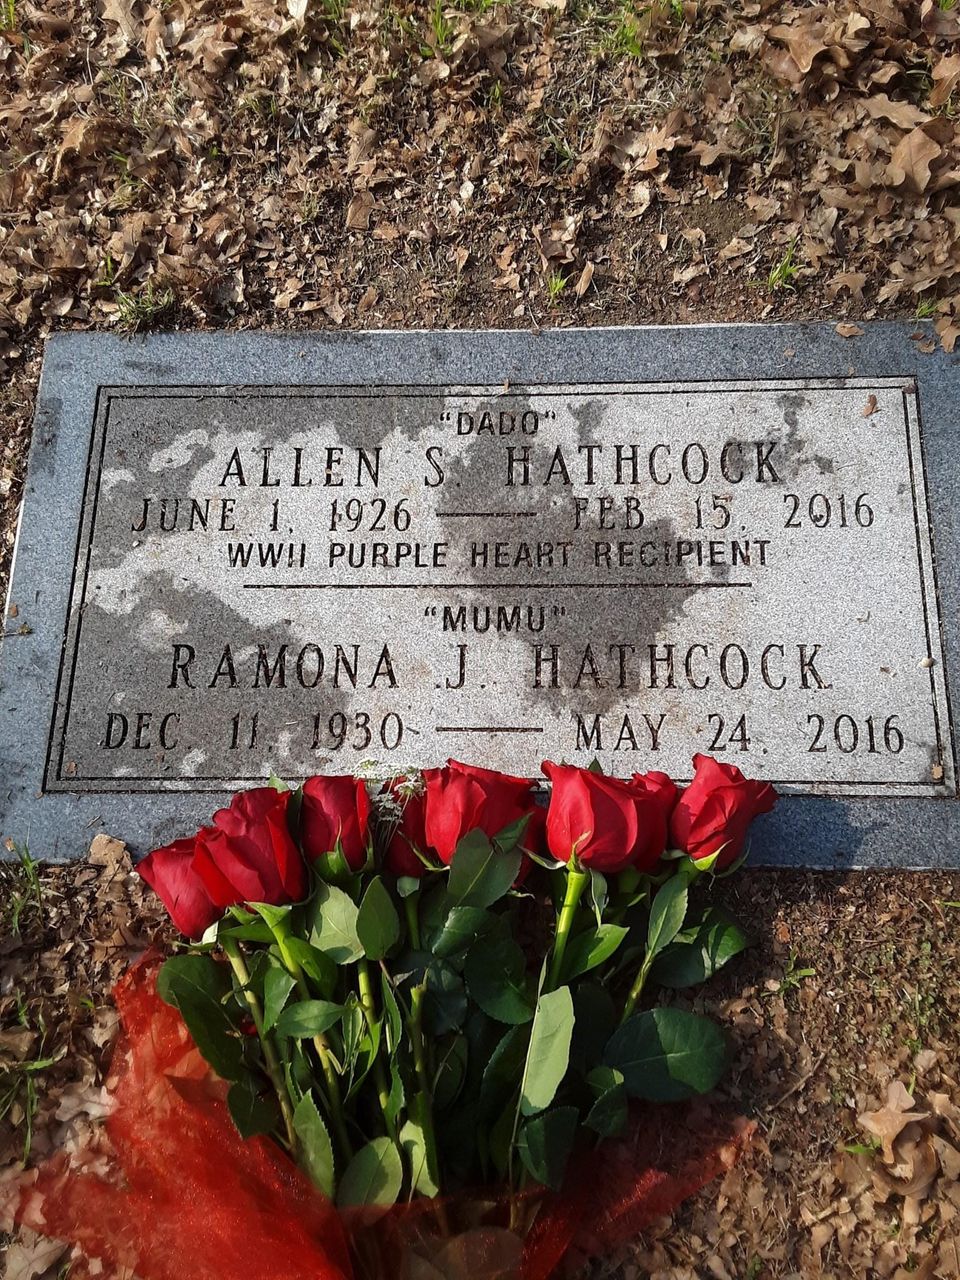 "DADO"
ALLEN S. HATHCOCK
JUNE 1, 1926 — FEB 15, 2016
WWII PURPLE HEART RECIPIENT
"MUMU"
RAMONA J. HATHCOCK
DEC. 11, 1930 — MAY 24, 2016